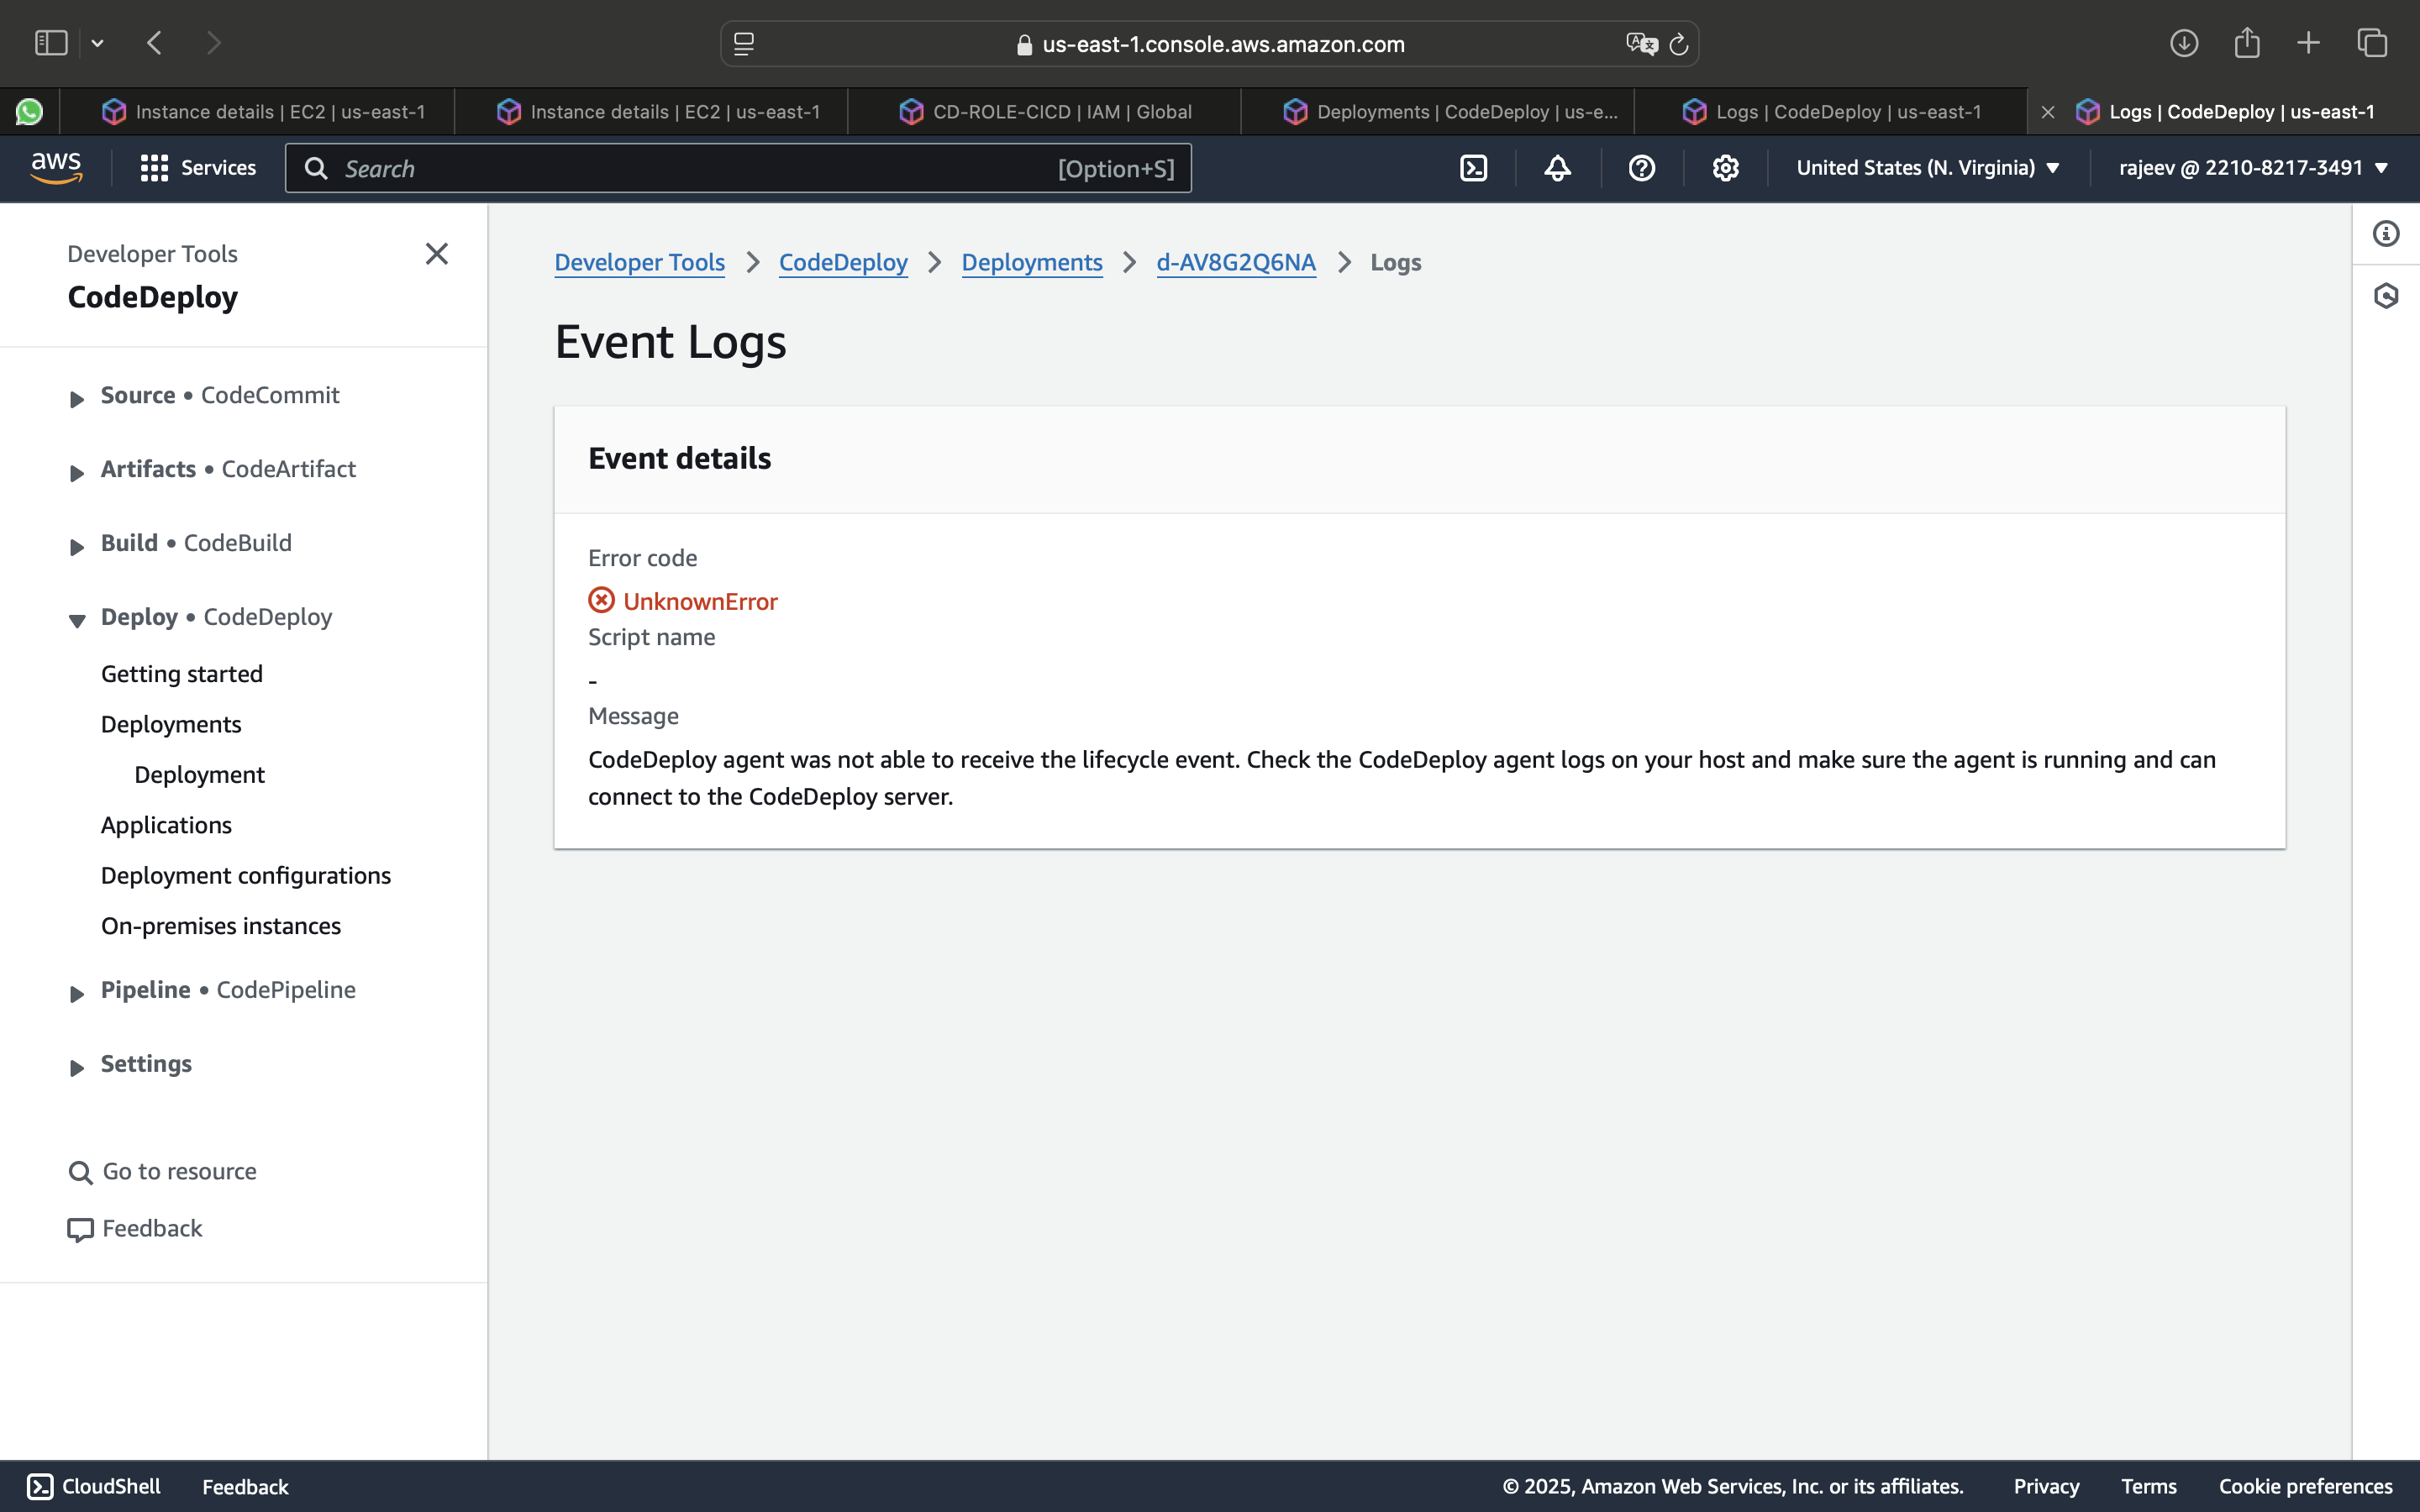 us-east-1.console.aws.amazon.com
Instance details | EC2 | us-east-1
Instance details | EC2 | us-east-1
CD-ROLE-CICD | IAM | Global
Deployments | CodeDeploy | us-e...
Logs | CodeDeploy | us-east-1
Logs | CodeDeploy | us-east-1
aws
Services
Search
[Option+S]
United States (N. Virginia)
rajeev @ 2210-8217-3491
Developer Tools
CodeDeploy
Source • CodeCommit
Artifacts • CodeArtifact
Build • CodeBuild
Deploy • CodeDeploy
Getting started
Deployments
Deployment
Applications
Deployment configurations
On-premises instances
Pipeline • CodePipeline
Settings
Go to resource
Feedback
Developer Tools > CodeDeploy > Deployments > d-AV8G2Q6NA > Logs
Event Logs
Event details
Error code
UnknownError
Script name
-
Message
CodeDeploy agent was not able to receive the lifecycle event. Check the CodeDeploy agent logs on your host and make sure the agent is running and can
connect to the CodeDeploy server.
CloudShell
Feedback
© 2025, Amazon Web Services, Inc. or its affiliates.
Privacy
Terms
Cookie preferences